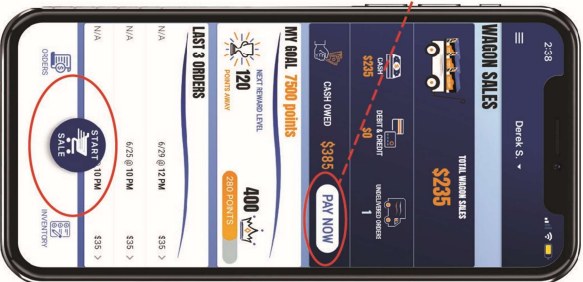 2:38
Derek S.
WAGON SALES
TOTAL WAGON SALES
$235
CASH
$235
DEBIT & CREDIT
$0
UNDELIVERED ORDERS
1
CASH OWED $385 PAY NOW
MY GOAL 7500 points
NEXT REWARD LEVEL
120
POINTS AWAY
400
280 POINTS
LAST 3 ORDERS
N/A 6/29 @ 12 PM $35 >
N/A 6/25 @ 10 PM $35 >
N/A 10 PM $35 >
ORDERS
START
SALE
INVENTORY